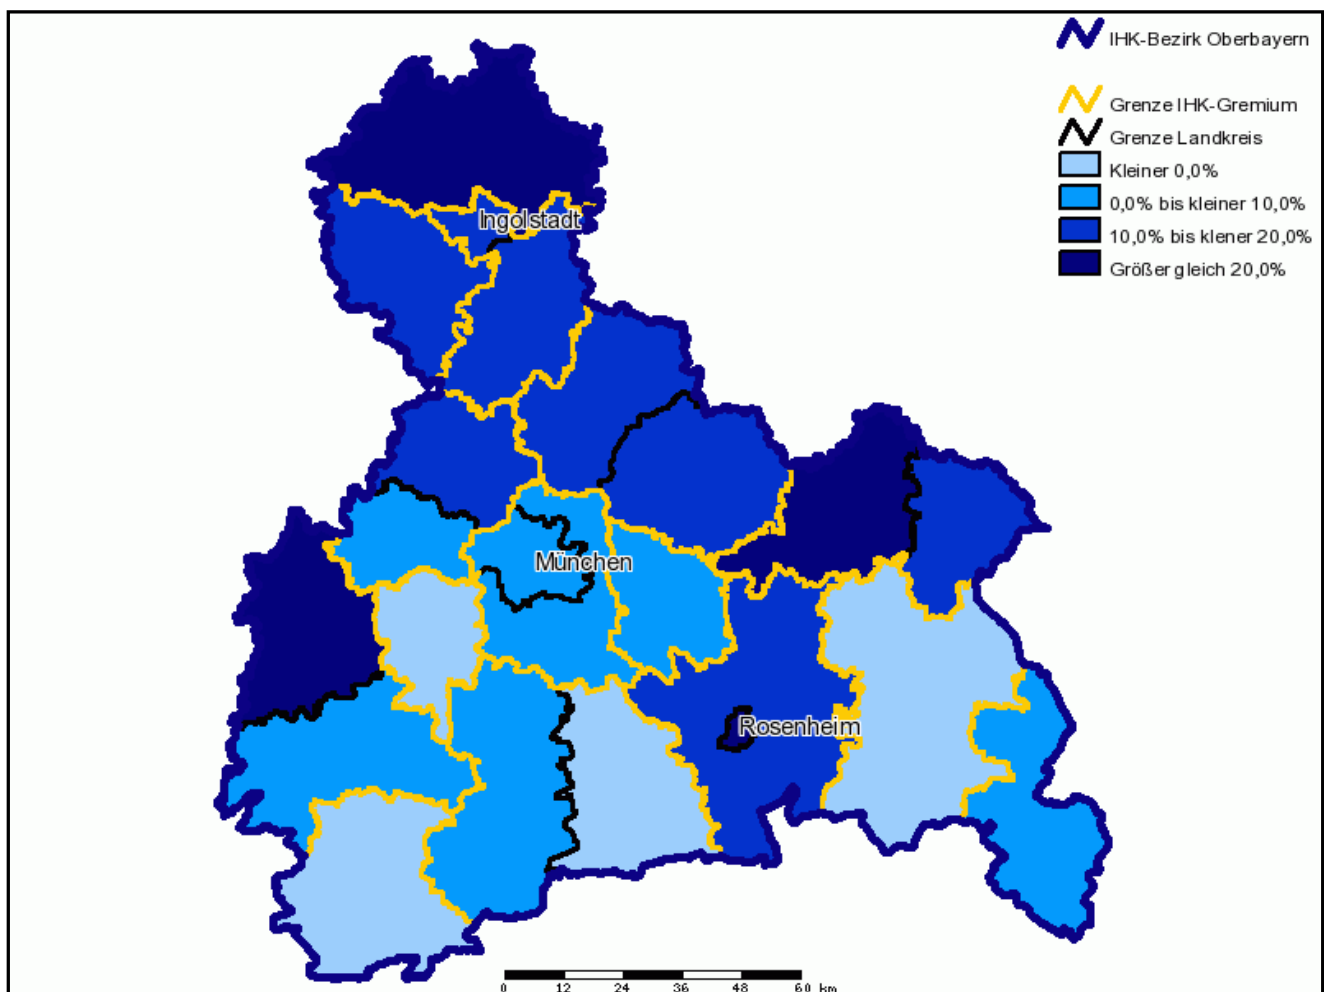 IHK-Bezirk Oberbayern
Grenze IHK-Gremium
Grenze Landkreis
Kleiner 0,0%
0,0% bis kleiner 10,0%
10,0% bis klener 20,0%
Größer gleich 20,0%
Ingolstadt
München
Rosenheim
0 12 24 36 48 60 km